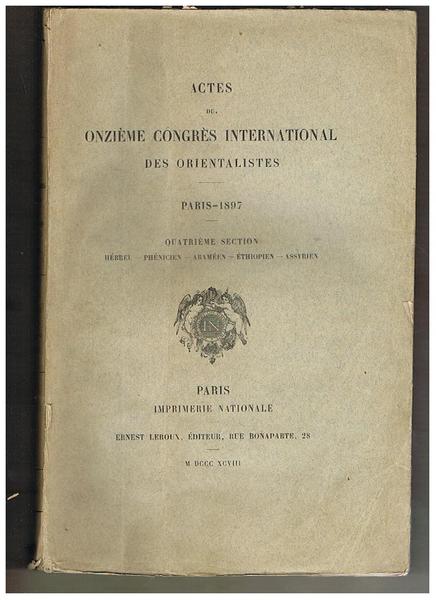 ACTES
DU
ONZIÈME CONGRÈS INTERNATIONAL
DES ORIENTALISTES
PARIS-1897
QUATRIÈME SECTION
HÉBREU — PHÉNICIEN — ARAMÉEN — ÉTHIOPIEN — ASSYRIEN
IN
PARIS
IMPRIMERIE NATIONALE
ERNEST LEROUX, ÉDITEUR, RUE BONAPARTE, 28
M DCCC XCVIII